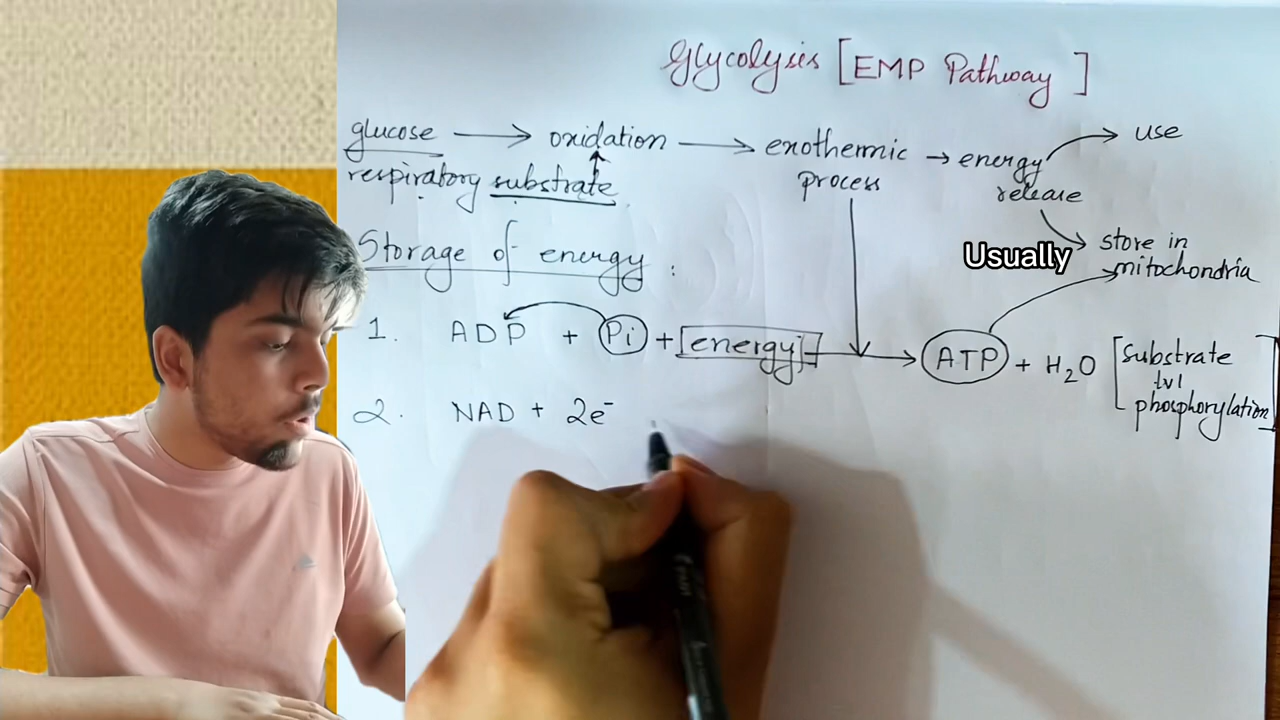 Glycolysis [EMP Pathway]
glucose → oxidation → exothermic process → energy release → use
respiratory substrate
Usually
store in mitochondria
Storage of energy :
1. ADP + Pi + energy → ATP + H2O [Substrate lvl phosphorylation]
2. NAD + 2e-